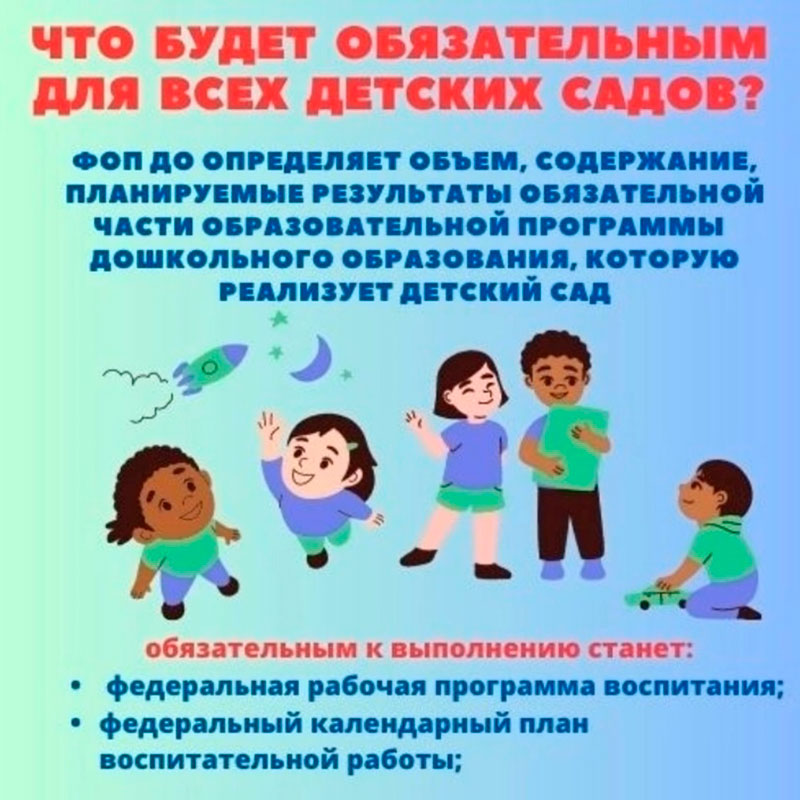 ЧТО БУДЕТ ОБЯЗАТЕЛЬНЫМ
ДЛЯ ВСЕХ ДЕТСКИХ САДОВ?
ФОП ДО ОПРЕДЕЛЯЕТ ОБЪЕМ, СОДЕРЖАНИЕ,
ПЛАНИРУЕМЫЕ РЕЗУЛЬТАТЫ ОБЯЗАТЕЛЬНОЙ
ЧАСТИ ОБРАЗОВАТЕЛЬНОЙ ПРОГРАММЫ
ДОШКОЛЬНОГО ОБРАЗОВАНИЯ, КОТОРУЮ
РЕАЛИЗУЕТ ДЕТСКИЙ САД
обязательным к выполнению станет:
• федеральная рабочая программа воспитания;
• федеральный календарный план
воспитательной работы;